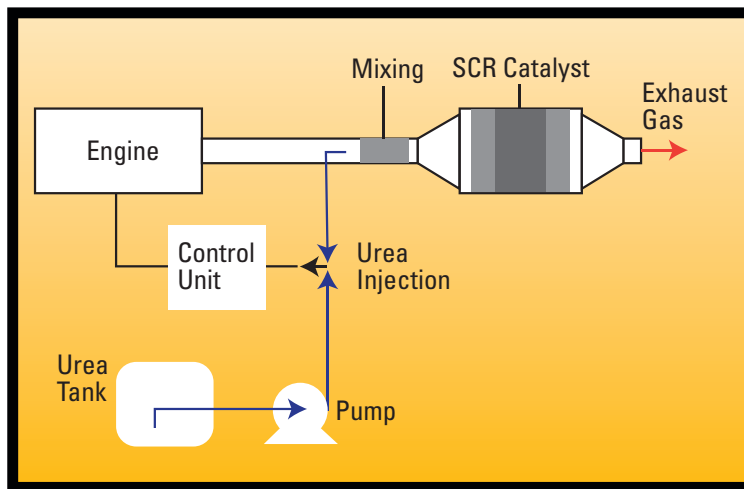 Mixing
SCR Catalyst
Exhaust
Gas
Engine
Control
Unit
Urea
Injection
Urea
Tank
Pump